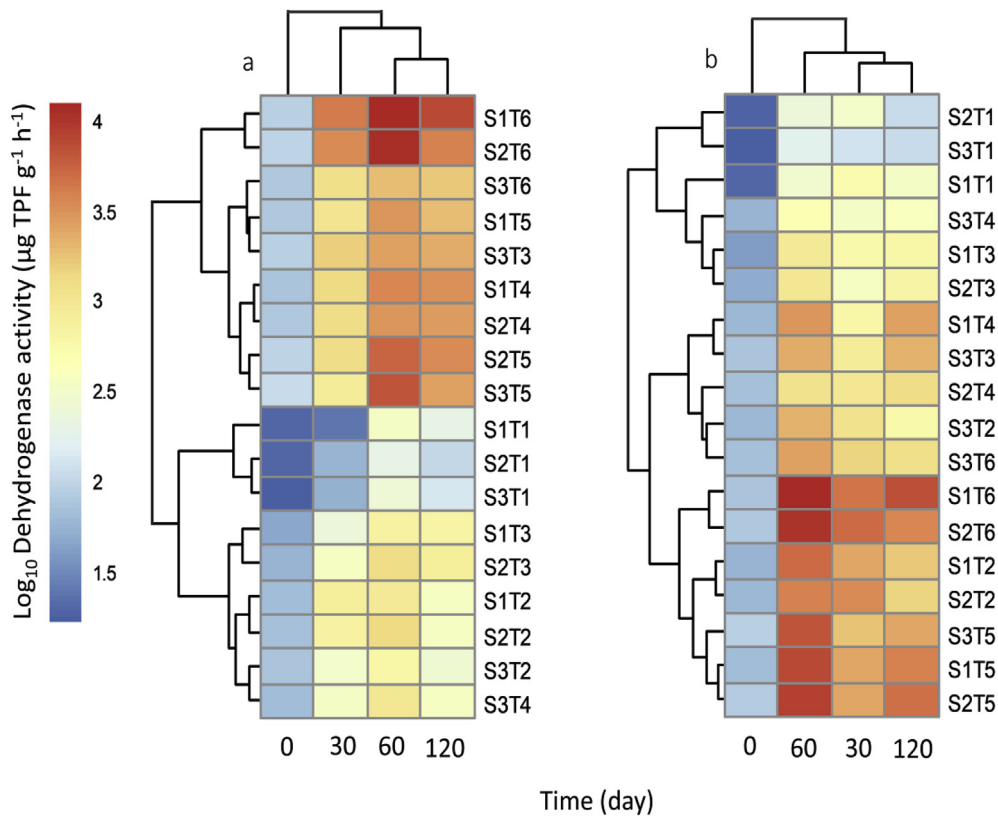 a
b
Log10 Dehydrogenase activity (µg TPF g-1 h-1)
4
3.5
3
2.5
2
1.5
S1T6
S2T6
S3T6
S1T5
S3T3
S1T4
S2T4
S2T5
S3T5
S1T1
S2T1
S3T1
S1T3
S2T3
S1T2
S2T2
S3T2
S3T4
0 30 60 120
S2T1
S3T1
S1T1
S3T4
S1T3
S2T3
S1T4
S3T3
S2T4
S3T2
S3T6
S1T6
S2T6
S1T2
S2T2
S3T5
S1T5
S2T5
0 60 30 120
Time (day)